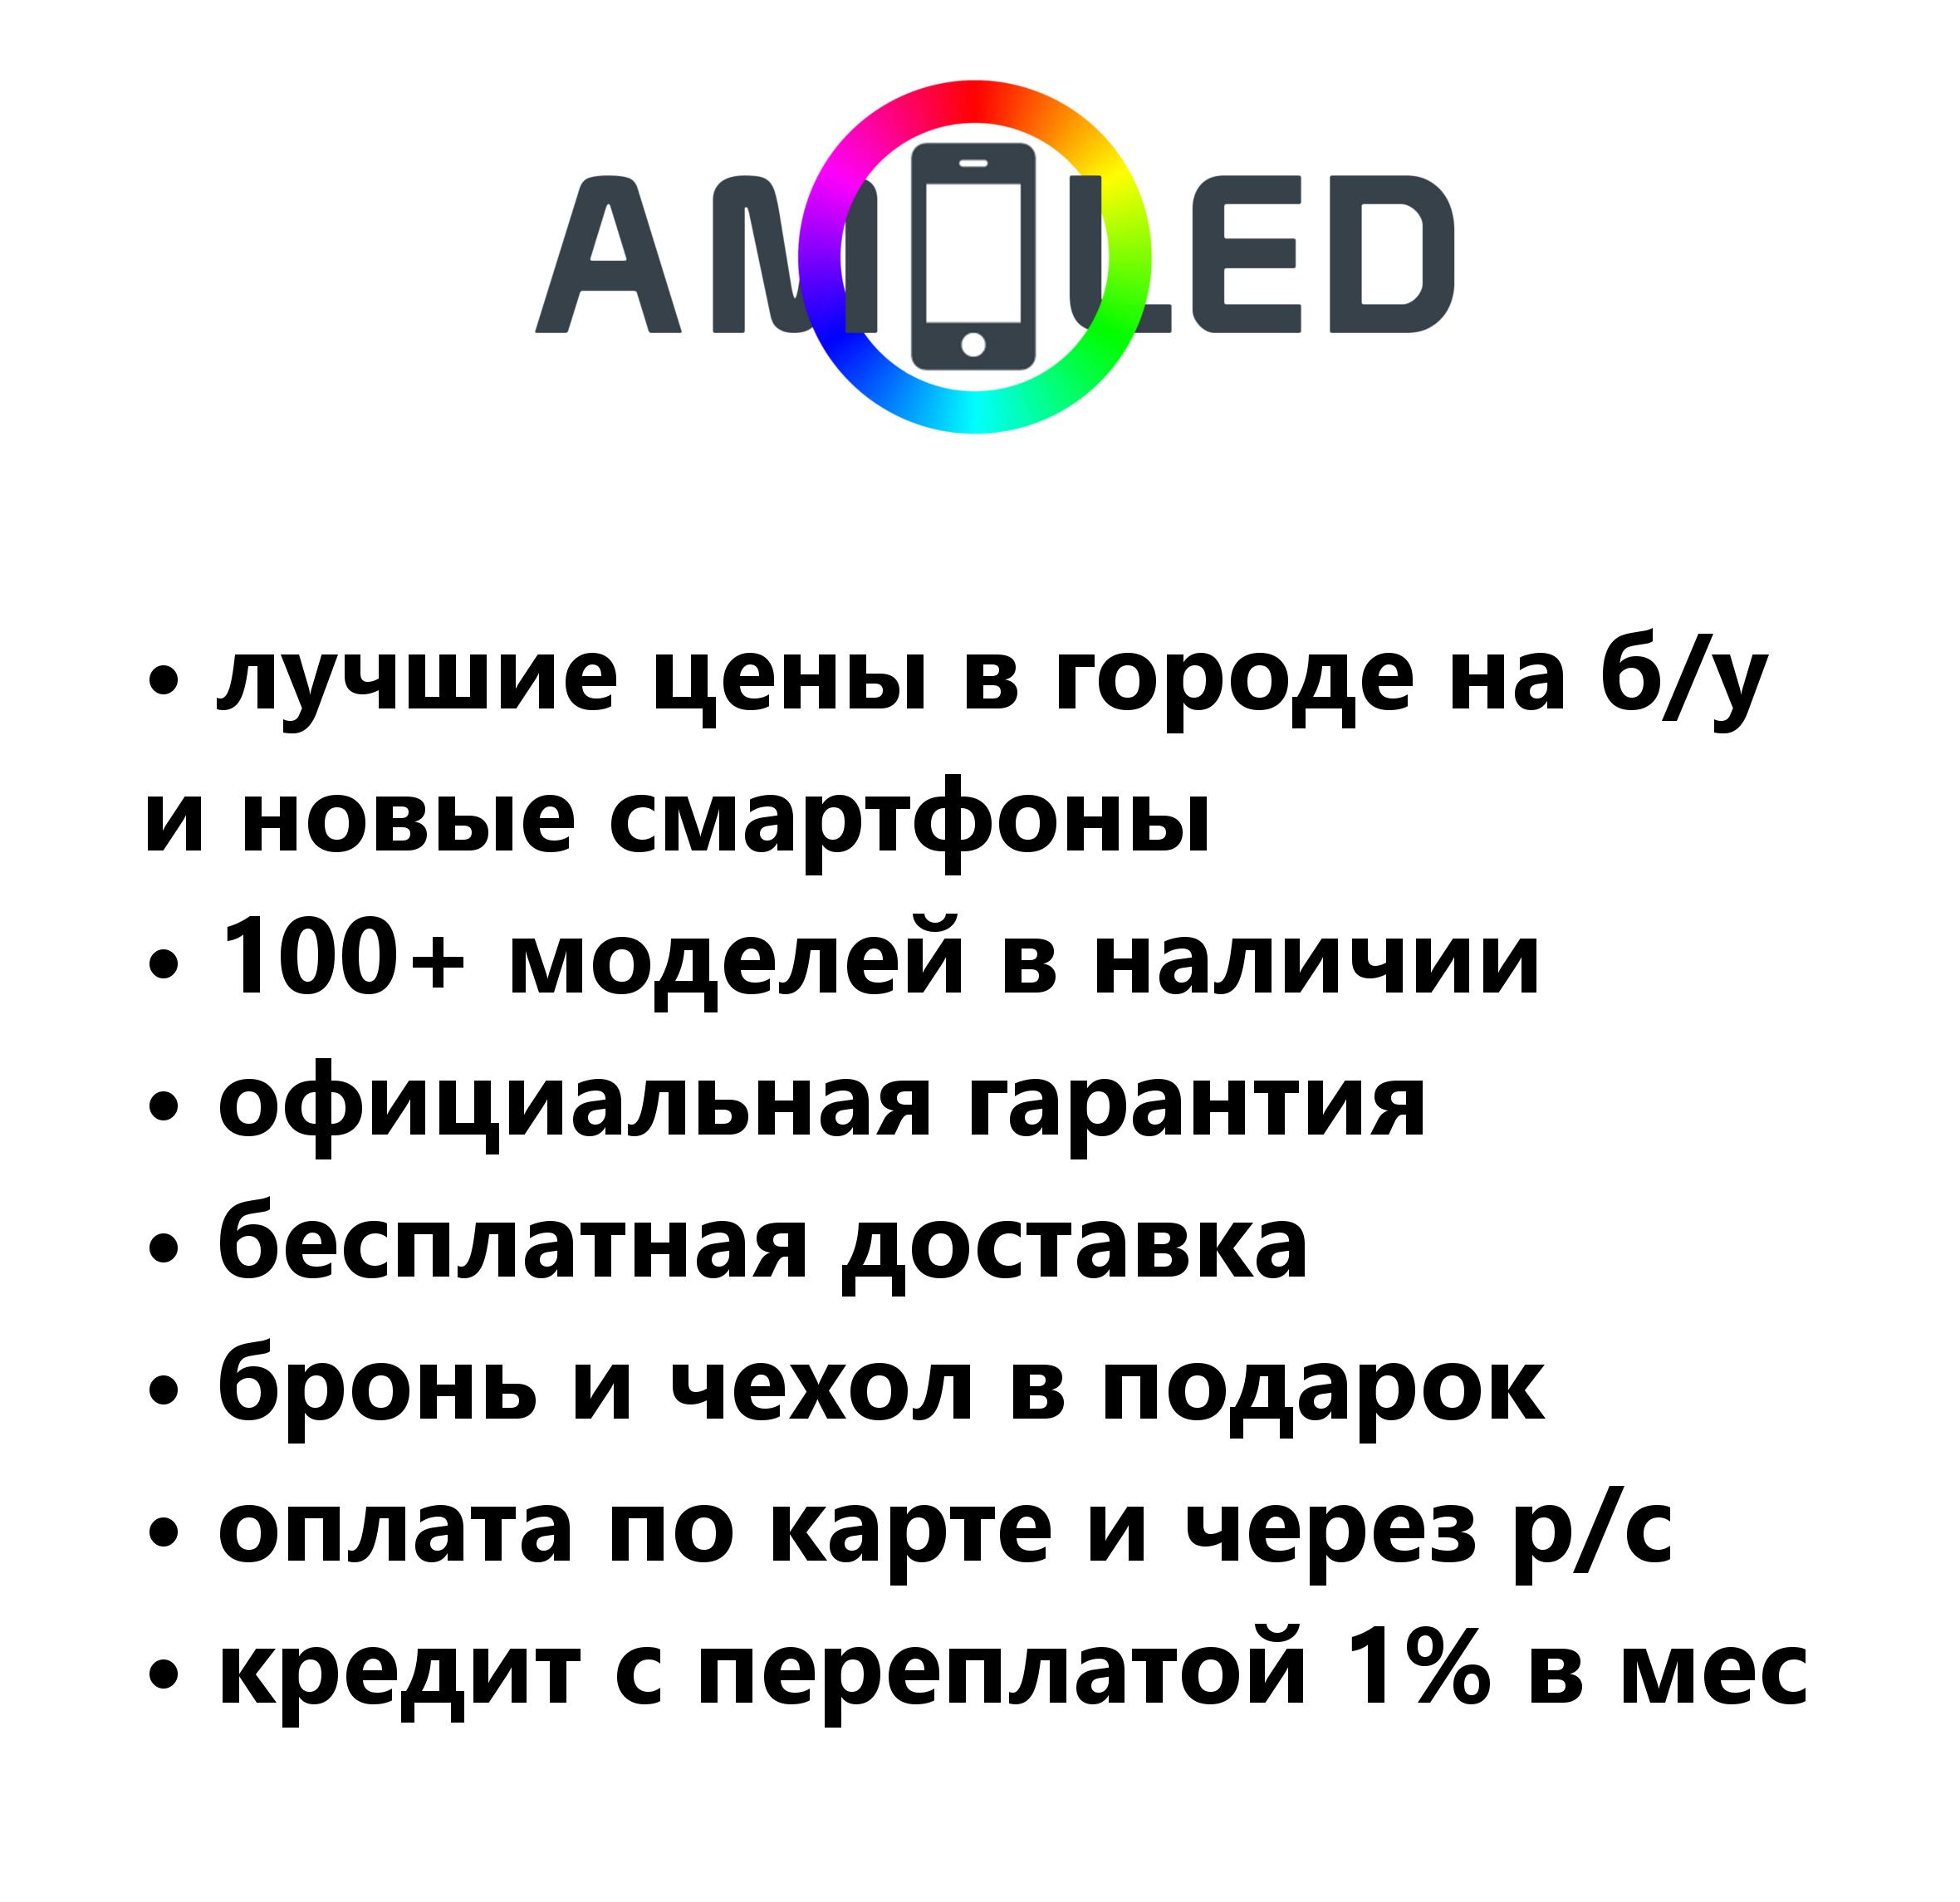 AMOLED
• лучшие цены в городе на б/у
и новые смартфоны
• 100+ моделей в наличии
• официальная гарантия
• бесплатная доставка
• бронь и чехол в подарок
• оплата по карте и через р/с
• кредит с переплатой 1% в мес